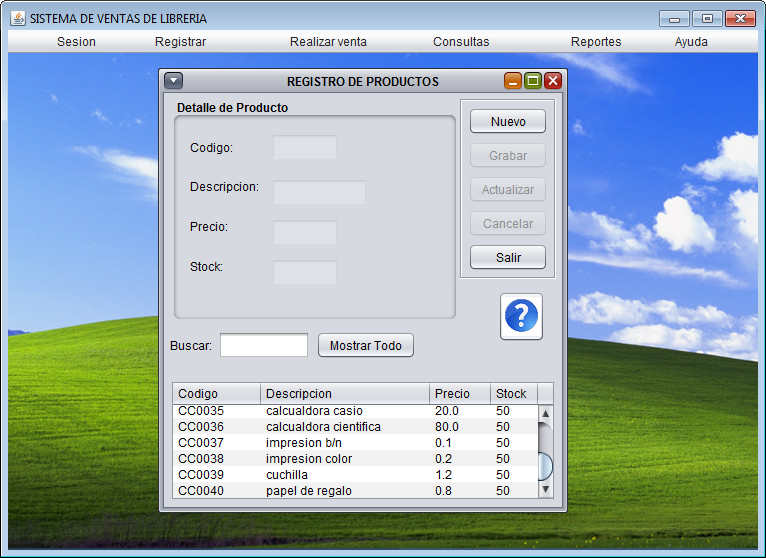 SISTEMA DE VENTAS DE LIBRERIA
Sesion Registrar Realizar venta Consultas Reportes Ayuda
REGISTRO DE PRODUCTOS
Detalle de Producto
Codigo:
Descripcion:
Precio:
Stock:
Nuevo
Grabar
Actualizar
Cancelar
Salir
?
Buscar: Mostrar Todo
Codigo Descripcion Precio Stock
CC0035 calcualdora casio 20.0 50
CC0036 calcualdora cientifica 80.0 50
CC0037 impresion b/n 0.1 50
CC0038 impresion color 0.2 50
CC0039 cuchilla 1.2 50
CC0040 papel de regalo 0.8 50